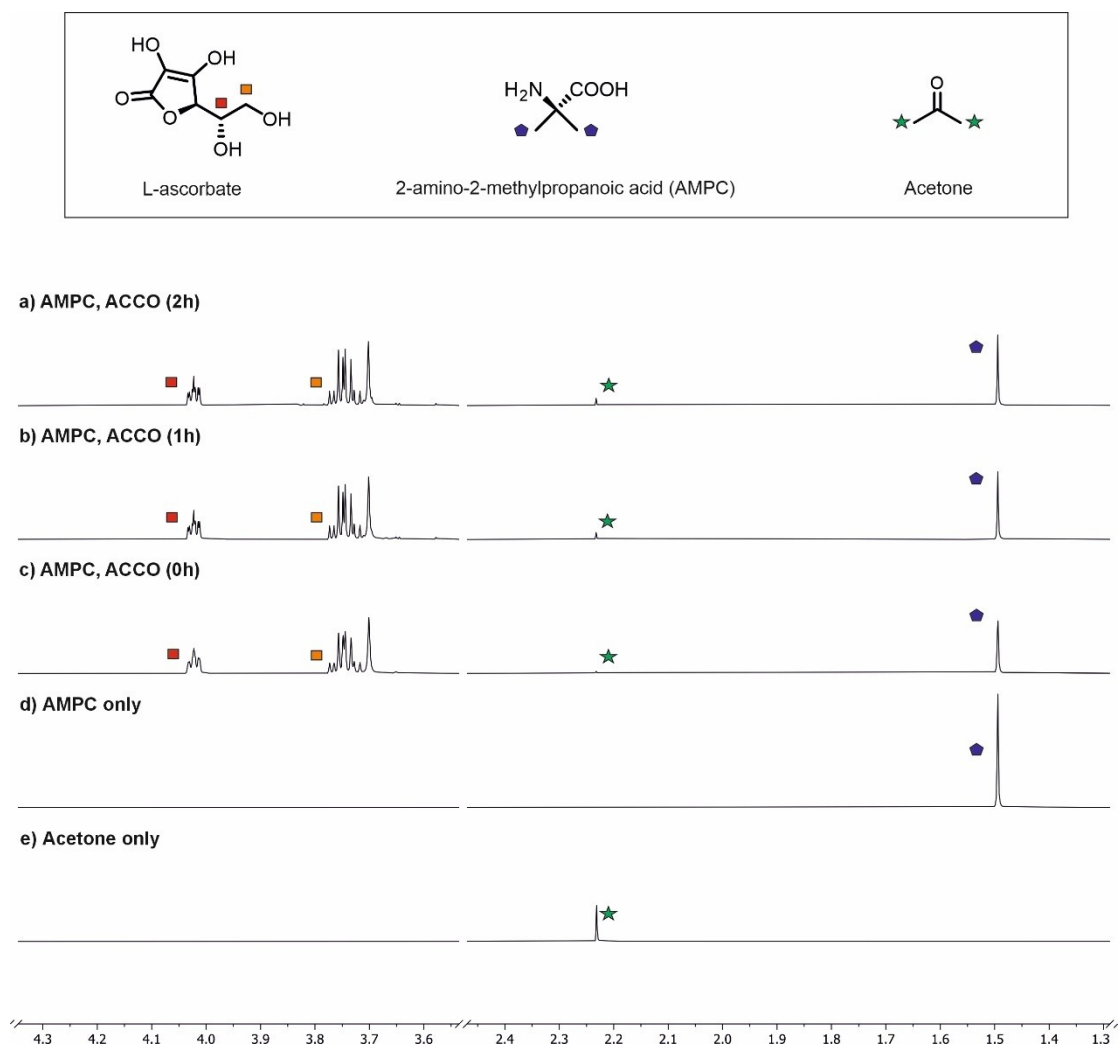 HO
OH
O
O
OH
OH
L-ascorbate
H₂N
COOH
2-amino-2-methylpropanoic acid (AMPC)
O
Acetone
a) AMPC, ACCO (2h)
b) AMPC, ACCO (1h)
c) AMPC, ACCO (0h)
d) AMPC only
e) Acetone only
4.3 4.2 4.1 4.0 3.9 3.8 3.7 3.6 2.4 2.3 2.2 2.1 2.0 1.9 1.8 1.7 1.6 1.5 1.4 1.3